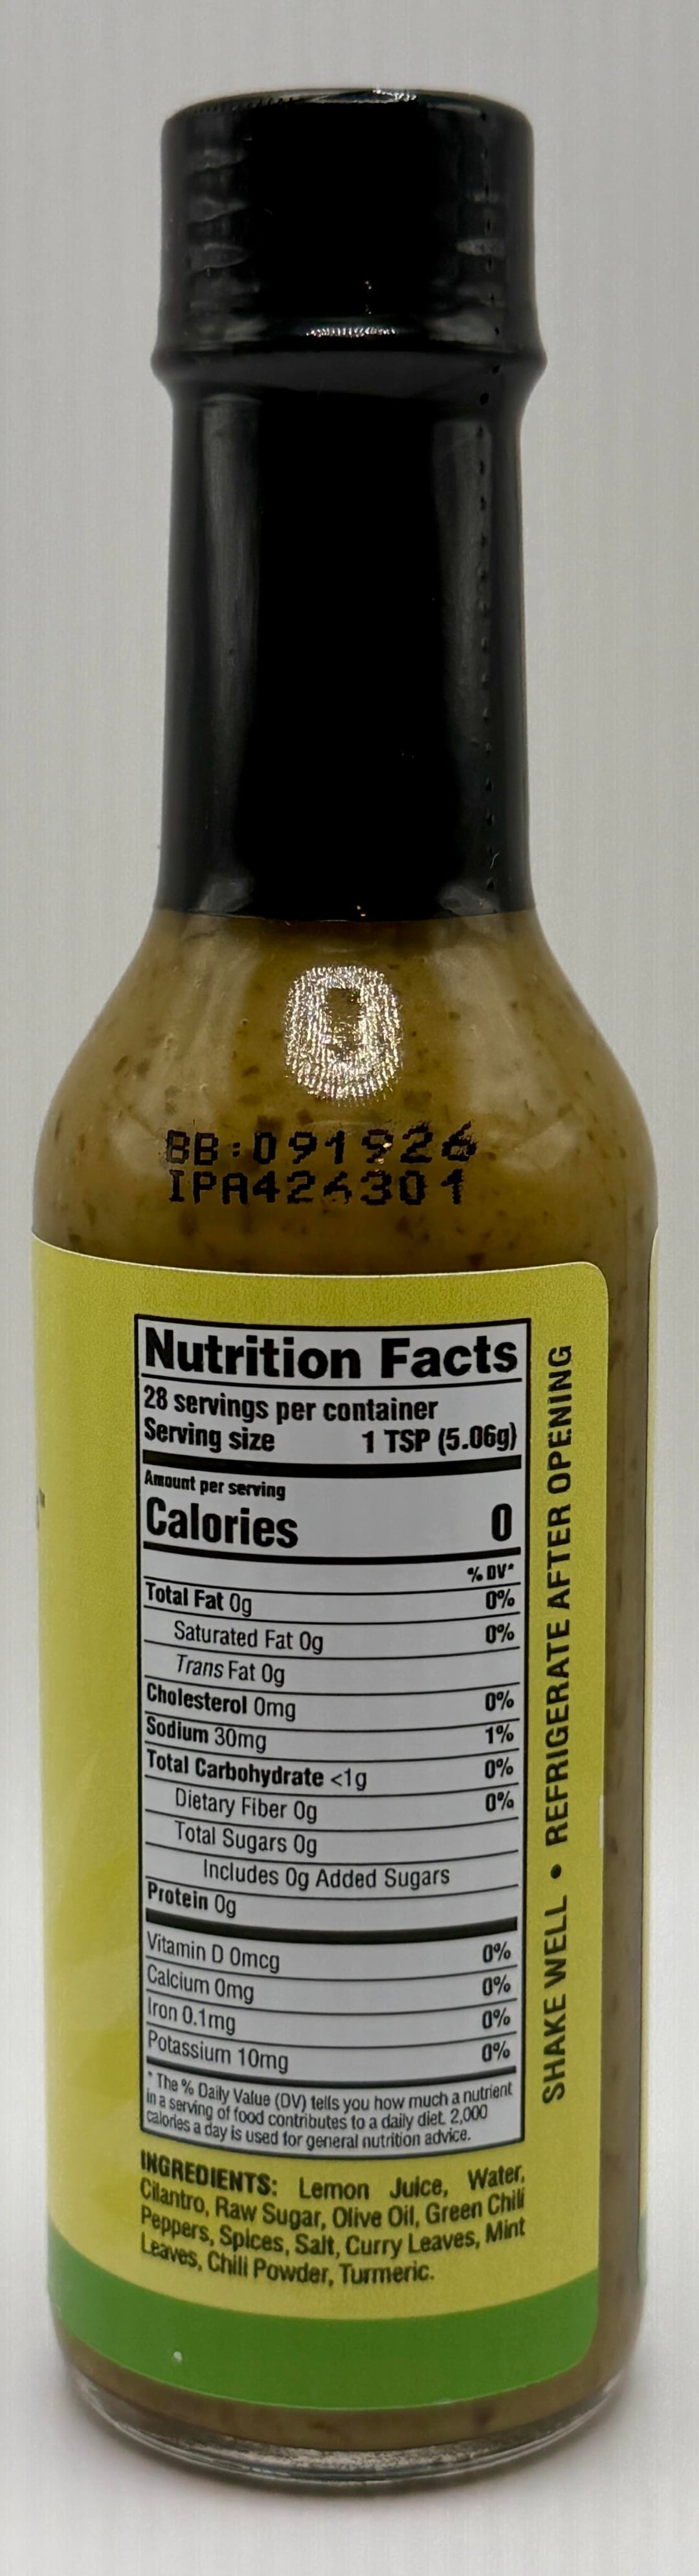 BB:091926
IPA426301
Nutrition Facts
28 servings per container
Serving size 1 TSP (5.06g)
Amount per serving
Calories 0
% DV*
Total Fat 0g 0%
Saturated Fat 0g 0%
Trans Fat 0g
Cholesterol 0mg 0%
Sodium 30mg 1%
Total Carbohydrate <1g 0%
Dietary Fiber 0g 0%
Total Sugars 0g
Includes 0g Added Sugars
Protein 0g
Vitamin D 0mcg 0%
Calcium 0mg 0%
Iron 0.1mg 0%
Potassium 10mg 0%
* The % Daily Value (DV) tells you how much a nutrient
in a serving of food contributes to a daily diet. 2,000
calories a day is used for general nutrition advice.
INGREDIENTS: Lemon Juice, Water,
Cilantro, Raw Sugar, Olive Oil, Green Chili
Peppers, Spices, Salt, Curry Leaves, Mint
Leaves, Chili Powder, Turmeric.
SHAKE WELL • REFRIGERATE AFTER OPENING